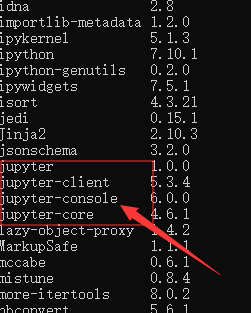 idna 2.8
importlib-metadata 1.2.0
ipykernel 5.1.3
ipython 7.10.1
ipython-genutils 0.2.0
ipywidgets 7.5.1
isort 4.3.21
jedi 0.15.1
Jinja2 2.10.3
jsonschema 3.2.0
jupyter 1.0.0
jupyter-client 5.3.4
jupyter-console 6.0.0
jupyter-core 4.6.1
lazy-object-proxy 1.4.2
MarkupSafe 1.1.1
mccabe 0.6.1
mistune 0.8.4
more-itertools 8.0.2
nbconvert 5.6.1